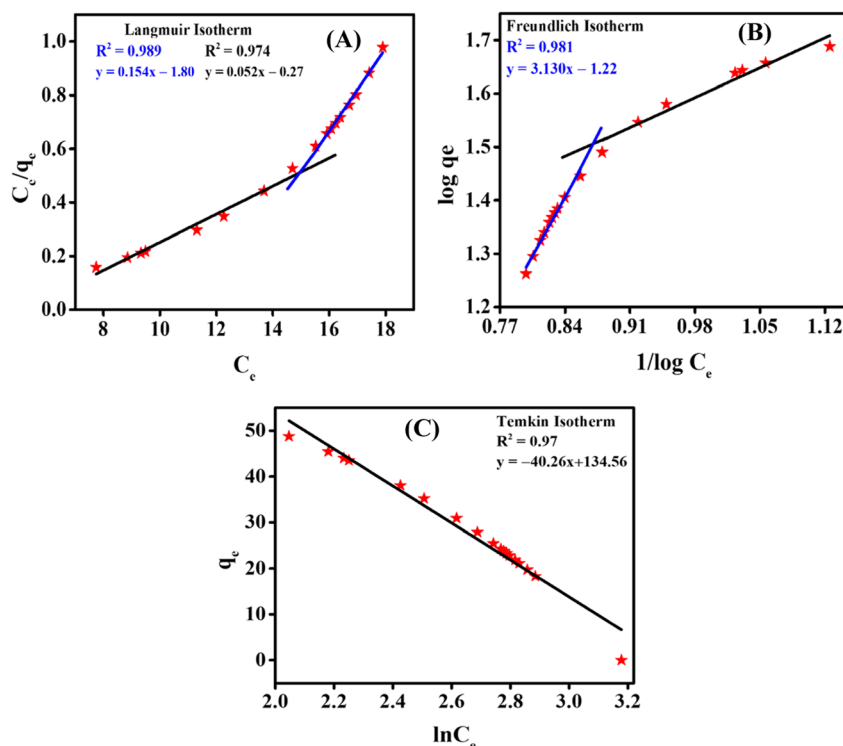 Langmuir Isotherm
(A)
R² = 0.989 R² = 0.974
y = 0.154x − 1.80 y = 0.052x − 0.27
Cₑ/qₑ
1.0
0.8
0.6
0.4
0.2
0.0
8 10 12 14 16 18
Cₑ
Freundlich Isotherm
(B)
R² = 0.981
y = 3.130x − 1.22
log qe
1.7
1.6
1.5
1.4
1.3
1.2
0.77 0.84 0.91 0.98 1.05 1.12
1/log Cₑ
(C)
Temkin Isotherm
R² = 0.97
y = −40.26x+134.56
qₑ
50
40
30
20
10
0
2.0 2.2 2.4 2.6 2.8 3.0 3.2
lnCₑ